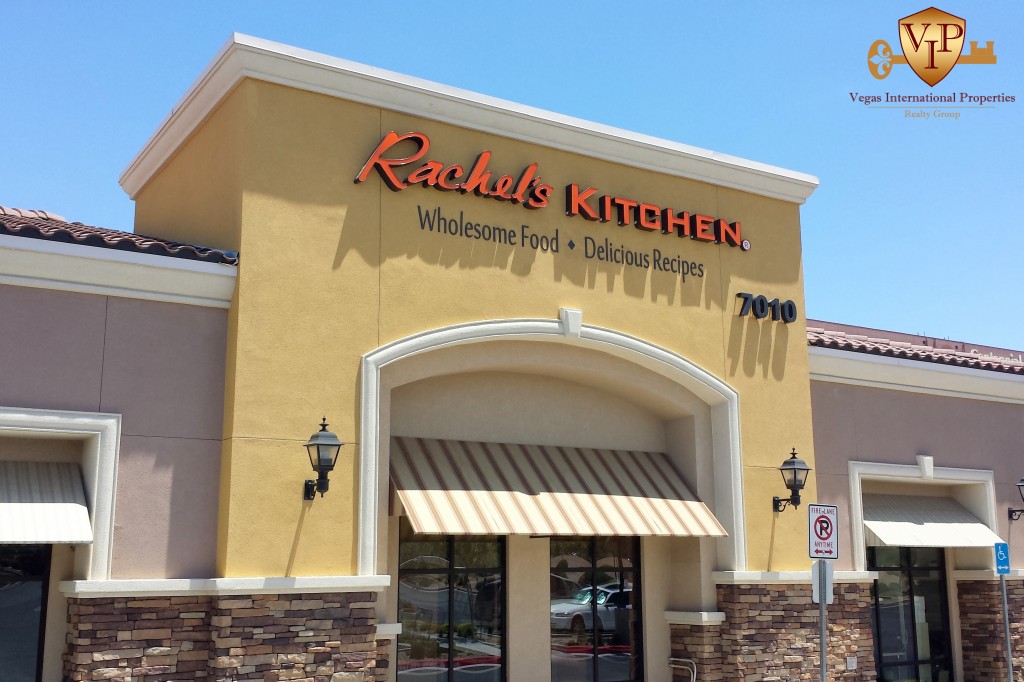 VIP
Vegas International Properties
Realty Group
Rachel's KITCHEN®
Wholesome Food ◆ Delicious Recipes
7010
FIRE LANE
P
ANYTIME